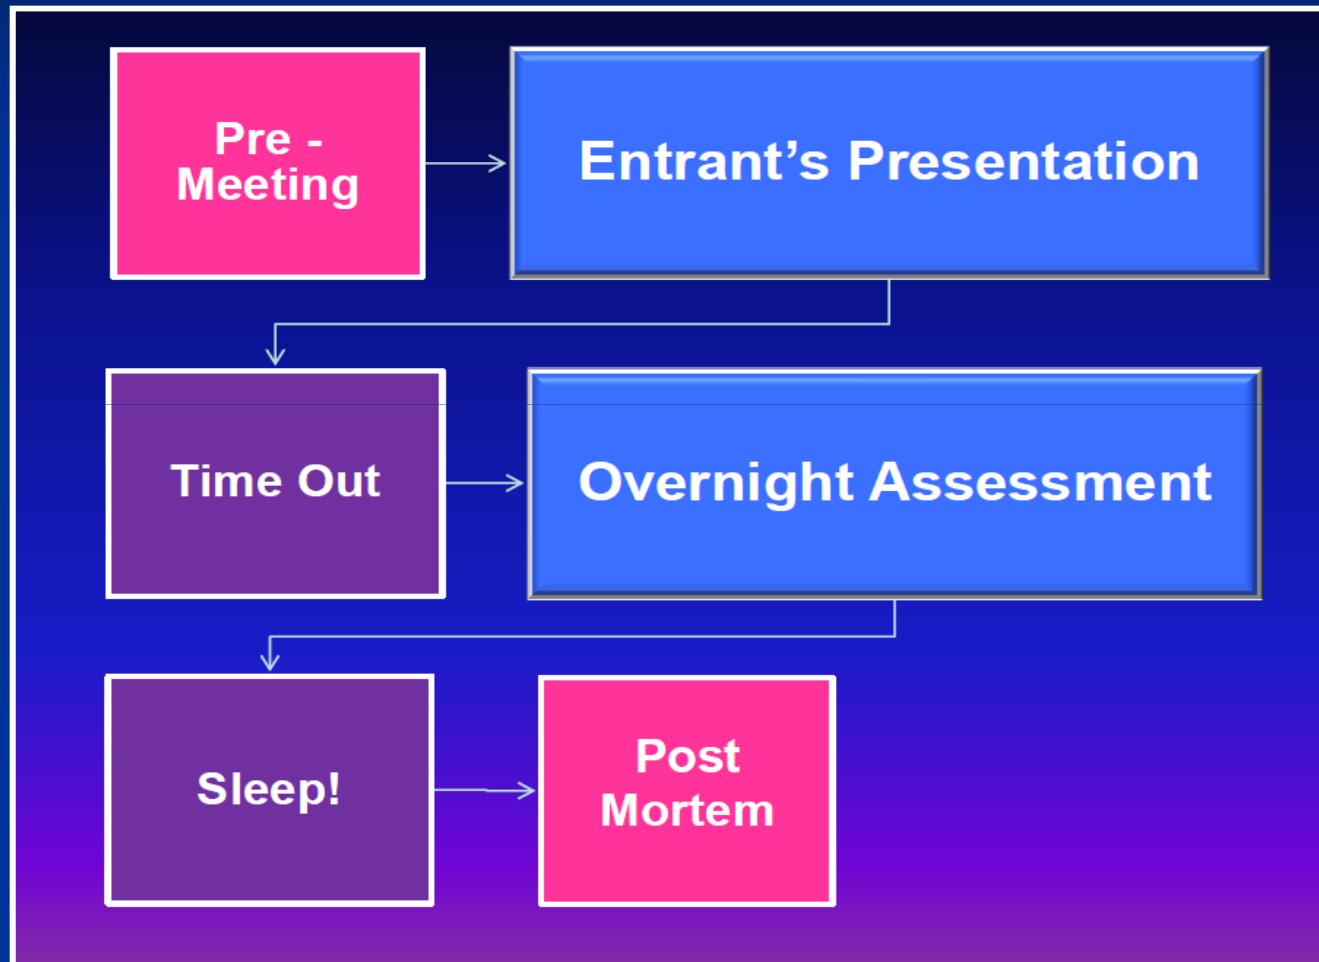 Pre -
Meeting
Entrant’s Presentation
Time Out
Overnight Assessment
Sleep!
Post
Mortem